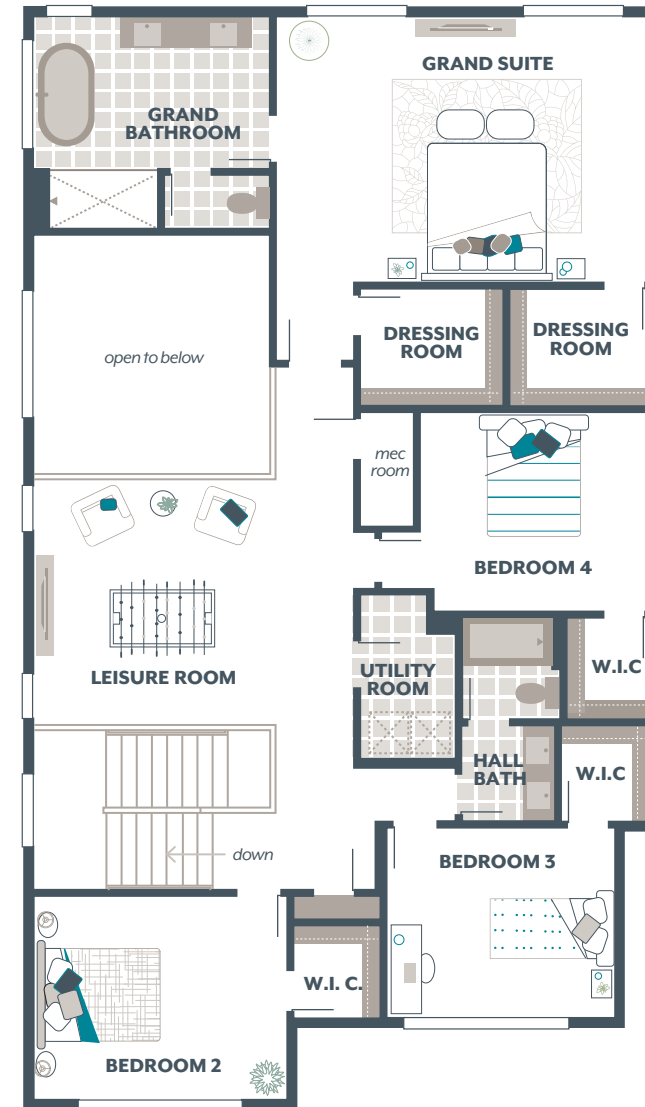 GRAND SUITE
GRAND
BATHROOM
DRESSING
ROOM
DRESSING
ROOM
open to below
mec
room
BEDROOM 4
LEISURE ROOM
UTILITY
ROOM
W.I.C
HALL
BATH
W.I.C
down
BEDROOM 3
W.I. C.
BEDROOM 2